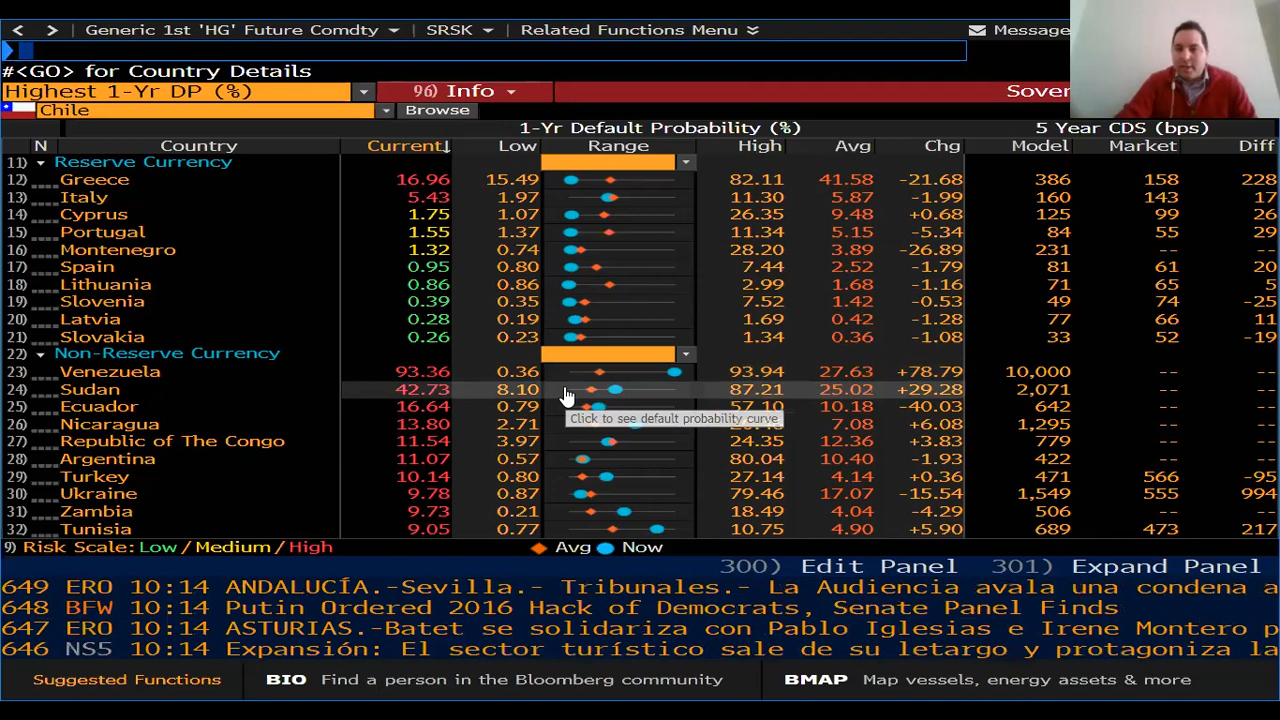 < > Generic 1st 'HG' Future Comdty SRSK Related Functions Menu Message
#<GO> for Country Details
Highest 1-Yr DP (%) 96) Info Sover
Chile Browse
1-Yr Default Probability (%) 5 Year CDS (bps)
N Country Current↓ Low Range High Avg Chg Model Market Diff
11) Reserve Currency
12) Greece 16.96 15.49 82.11 41.58 -21.68 386 158 228
13) Italy 5.43 1.97 11.30 5.87 -1.99 160 143 17
14) Cyprus 1.75 1.07 26.35 9.48 +0.68 125 99 26
15) Portugal 1.55 1.37 11.34 5.15 -5.34 84 55 29
16) Montenegro 1.32 0.74 28.20 3.89 -26.89 231 -- --
17) Spain 0.95 0.80 7.44 2.52 -1.79 81 61 20
18) Lithuania 0.86 0.86 2.99 1.68 -1.16 71 65 5
19) Slovenia 0.39 0.35 7.52 1.42 -0.53 49 74 -25
20) Latvia 0.28 0.19 1.69 0.42 -1.28 77 66 11
21) Slovakia 0.26 0.23 1.34 0.36 -1.08 33 52 -19
22) Non-Reserve Currency
23) Venezuela 93.36 0.36 93.94 27.63 +78.79 10,000 -- --
24) Sudan 42.73 8.10 87.21 25.02 +29.28 2,071 -- --
25) Ecuador 16.64 0.79 57.10 10.18 -40.03 642 -- --
Click to see default probability curve
26) Nicaragua 13.80 2.71 7.08 +6.08 1,295 -- --
27) Republic of The Congo 11.54 3.97 24.35 12.36 +3.83 779 -- --
28) Argentina 11.07 0.57 80.04 10.40 -1.93 422 -- --
29) Turkey 10.14 0.80 27.14 4.14 +0.36 471 566 -95
30) Ukraine 9.78 0.87 79.46 17.07 -15.54 1,549 555 994
31) Zambia 9.73 0.21 18.49 4.04 -4.29 506 -- --
32) Tunisia 9.05 0.77 10.75 4.90 +5.90 689 473 217
9) Risk Scale: Low / Medium / High Avg Now
300) Edit Panel 301) Expand Panel
649 ERO 10:14 ANDALUCÍA.-Sevilla.- Tribunales.- La Audiencia avala una condena a
648 BFW 10:14 Putin Ordered 2016 Hack of Democrats, Senate Panel Finds
647 ERO 10:14 ASTURIAS.-Batet se solidariza con Pablo Iglesias e Irene Montero p
646 NS5 10:14 Expansión: El sector turístico sale de su letargo y protagoniza la
Suggested Functions BIO Find a person in the Bloomberg community BMAP Map vessels, energy assets & more